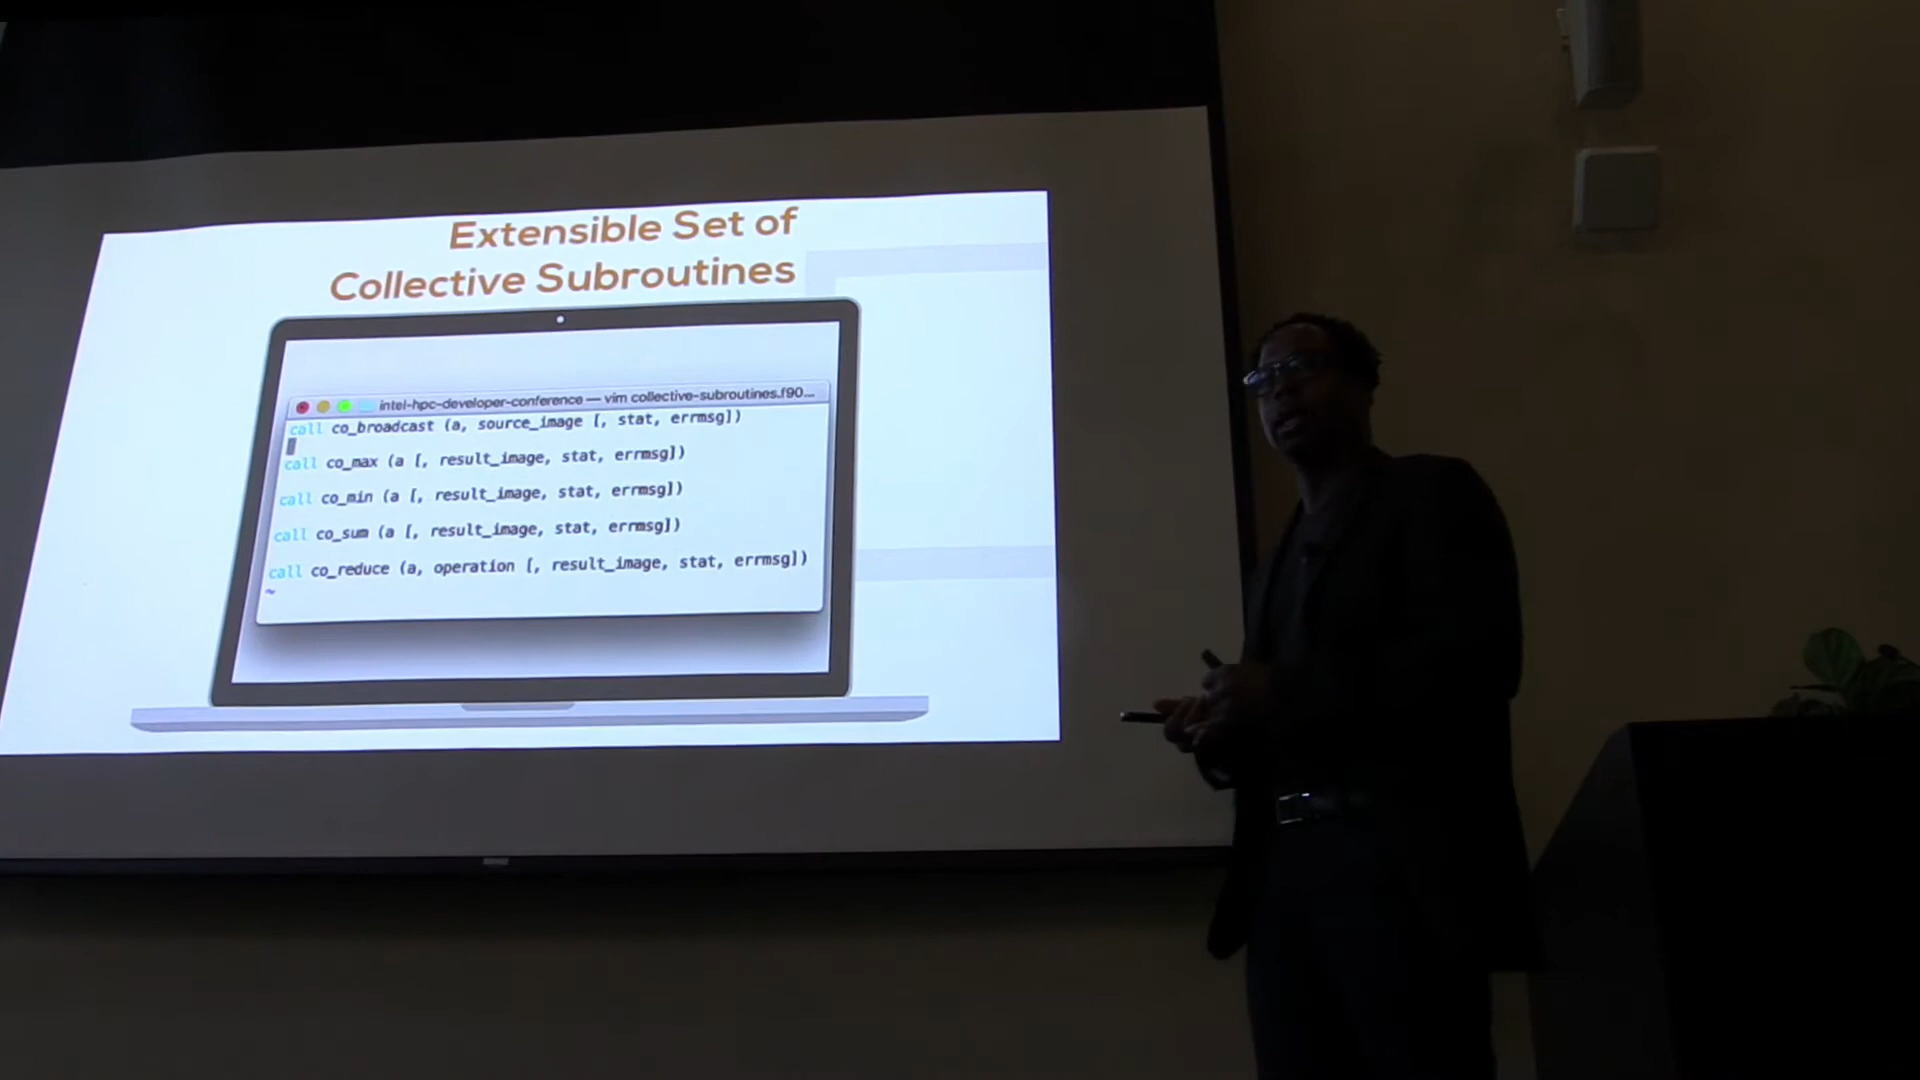 Extensible Set of
Collective Subroutines
intel-hpc-developer-conference — vim collective-subroutines.f90...
call co_broadcast (a, source_image [, stat, errmsg])
call co_max (a [, result_image, stat, errmsg])
call co_min (a [, result_image, stat, errmsg])
call co_sum (a [, result_image, stat, errmsg])
call co_reduce (a, operation [, result_image, stat, errmsg])
~